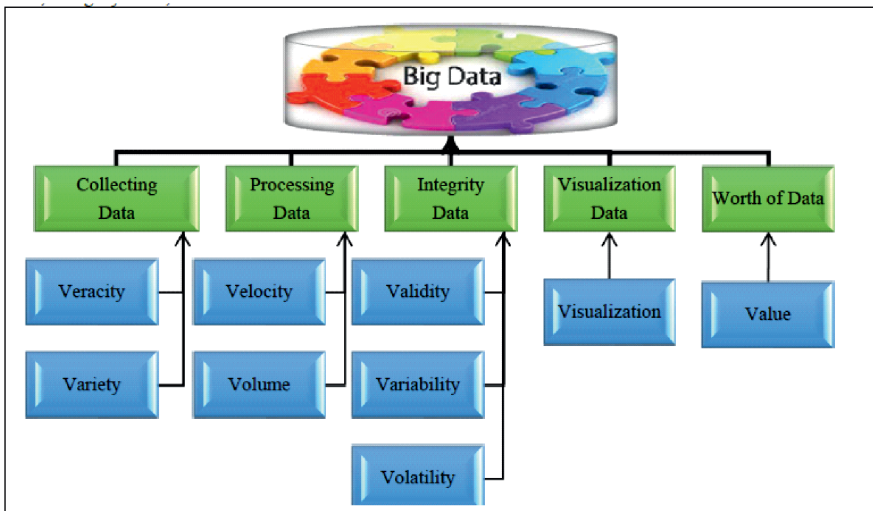 Big Data
Collecting
Data
Processing
Data
Integrity
Data
Visualization
Data
Worth of Data
Veracity
Velocity
Validity
Visualization
Value
Variety
Volume
Variability
Volatility